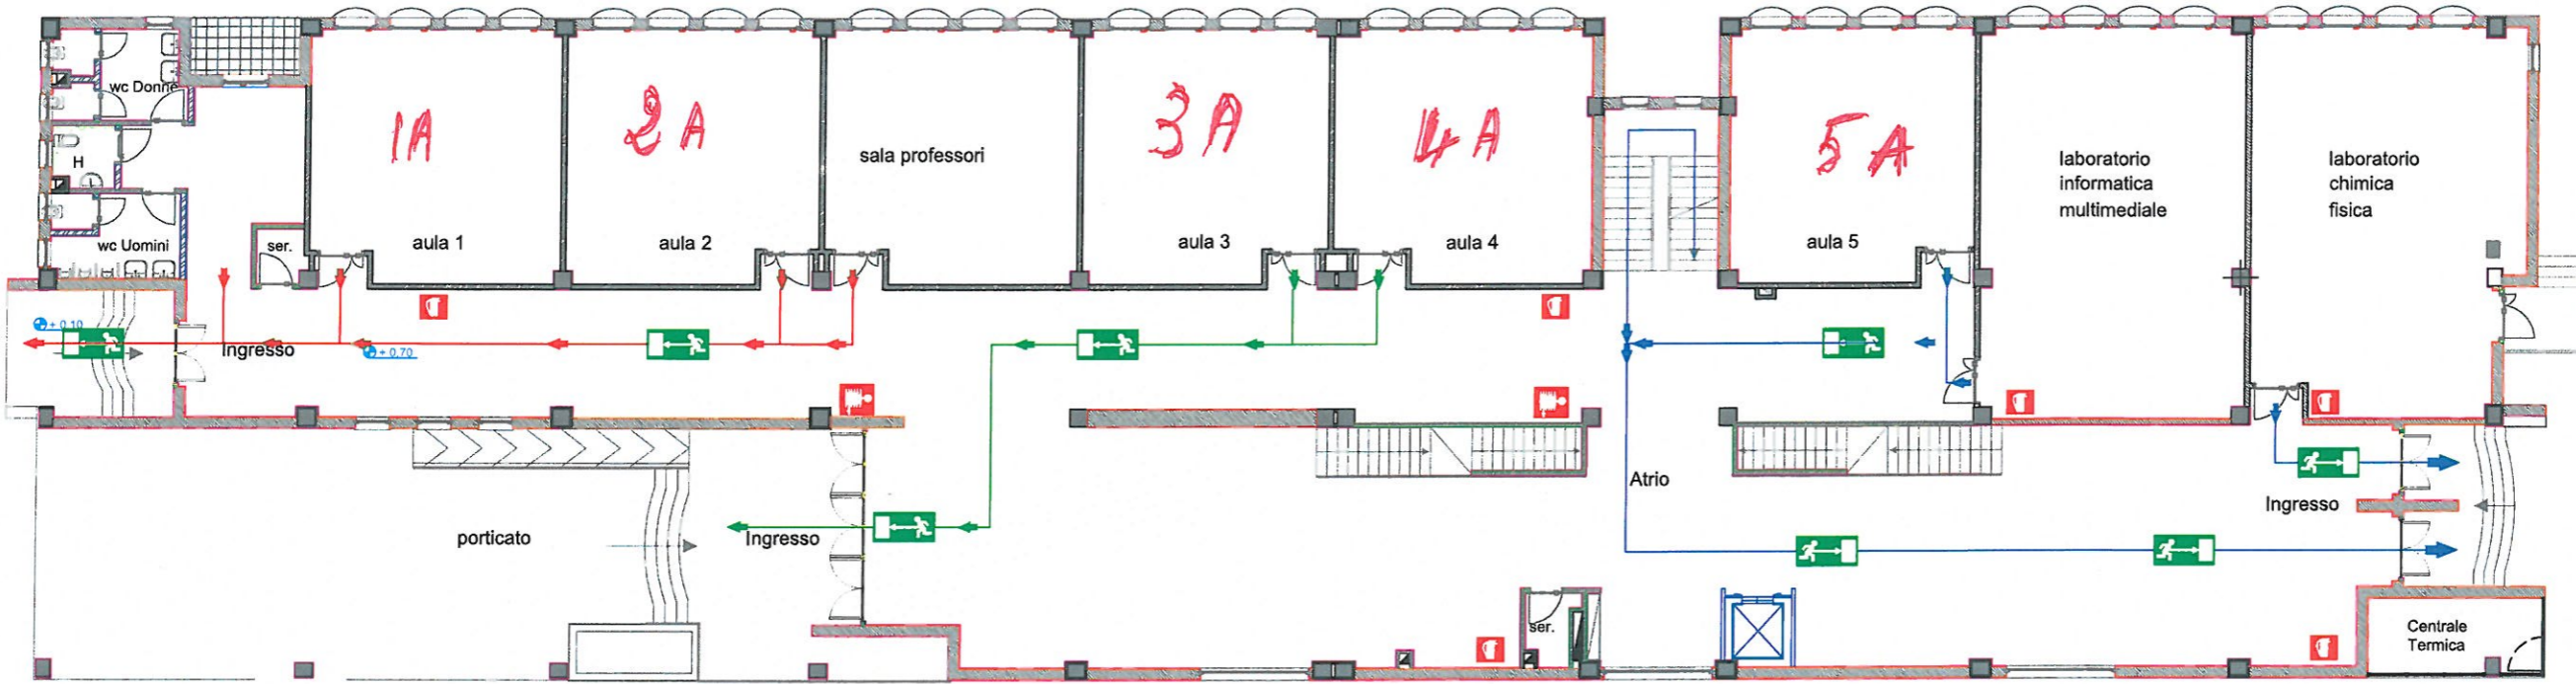 wc Donne
H
wc Uomini
ser.
1A
aula 1
2A
aula 2
sala professori
3A
aula 3
4A
aula 4
5A
aula 5
laboratorio
informatica
multimediale
laboratorio
chimica
fisica
+ 0.10
Ingresso
+ 0.70
porticato
Ingresso
Atrio
Ingresso
ser.
Centrale
Termica